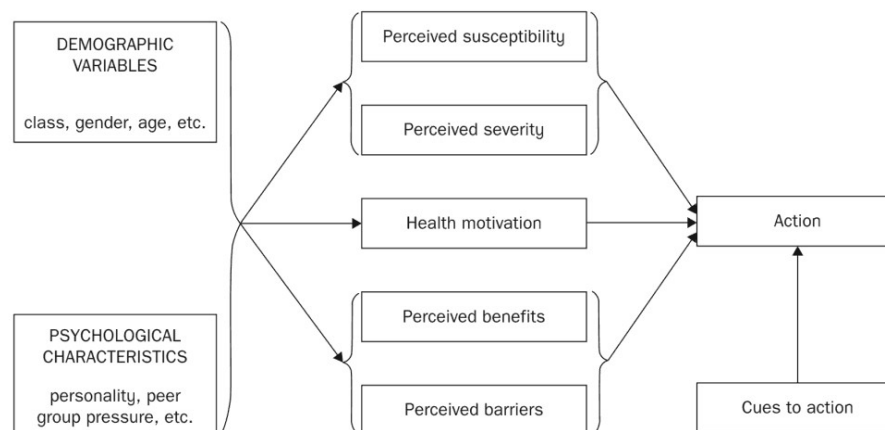 DEMOGRAPHIC
VARIABLES
class, gender, age, etc.
PSYCHOLOGICAL
CHARACTERISTICS
personality, peer
group pressure, etc.
Perceived susceptibility
Perceived severity
Health motivation
Perceived benefits
Perceived barriers
Action
Cues to action